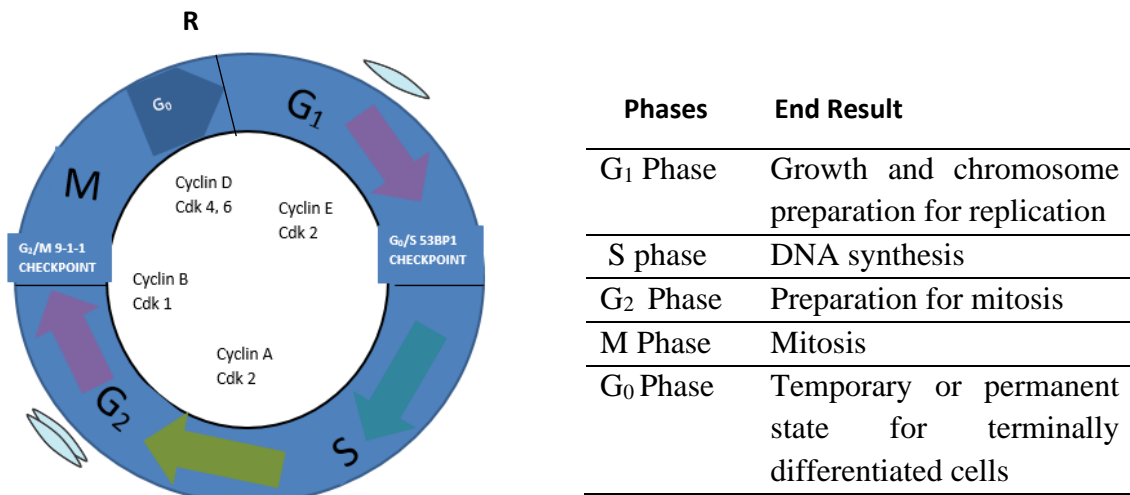 R
G₀
G₁
M
Cyclin D
Cdk 4, 6
Cyclin E
Cdk 2
G₂/M 9-1-1
CHECKPOINT
G₀/S 53BP1
CHECKPOINT
Cyclin B
Cdk 1
Cyclin A
Cdk 2
G₂
S
Phases End Result
G₁ Phase Growth and chromosome
preparation for replication
S phase DNA synthesis
G₂ Phase Preparation for mitosis
M Phase Mitosis
G₀ Phase Temporary or permanent
state for terminally
differentiated cells